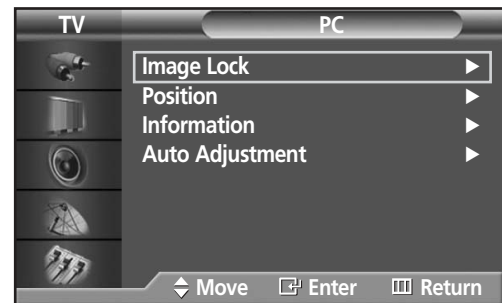 TV PC
Image Lock
Position
Information
Auto Adjustment
Move Enter Return